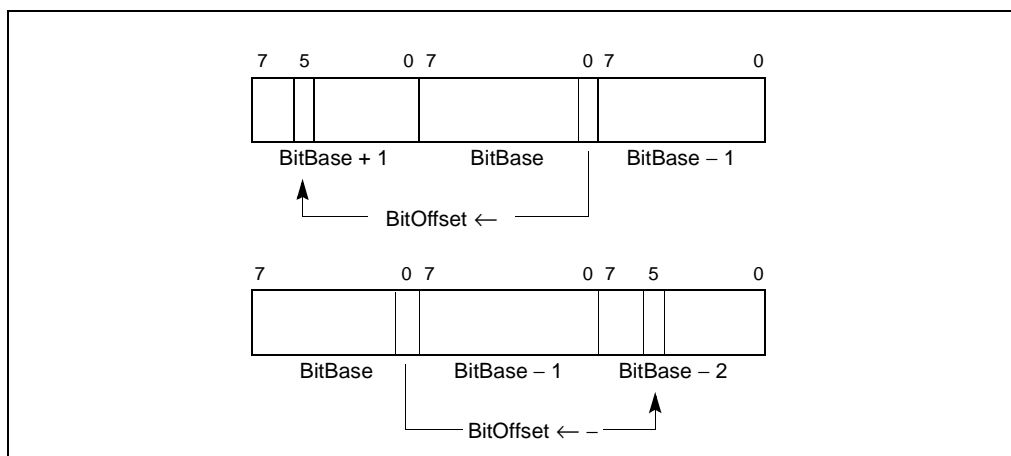 7 5 0 7 0 7 0
BitBase + 1 BitBase BitBase − 1
BitOffset ←
7 0 7 0 7 5 0
BitBase BitBase − 1 BitBase − 2
BitOffset ← −